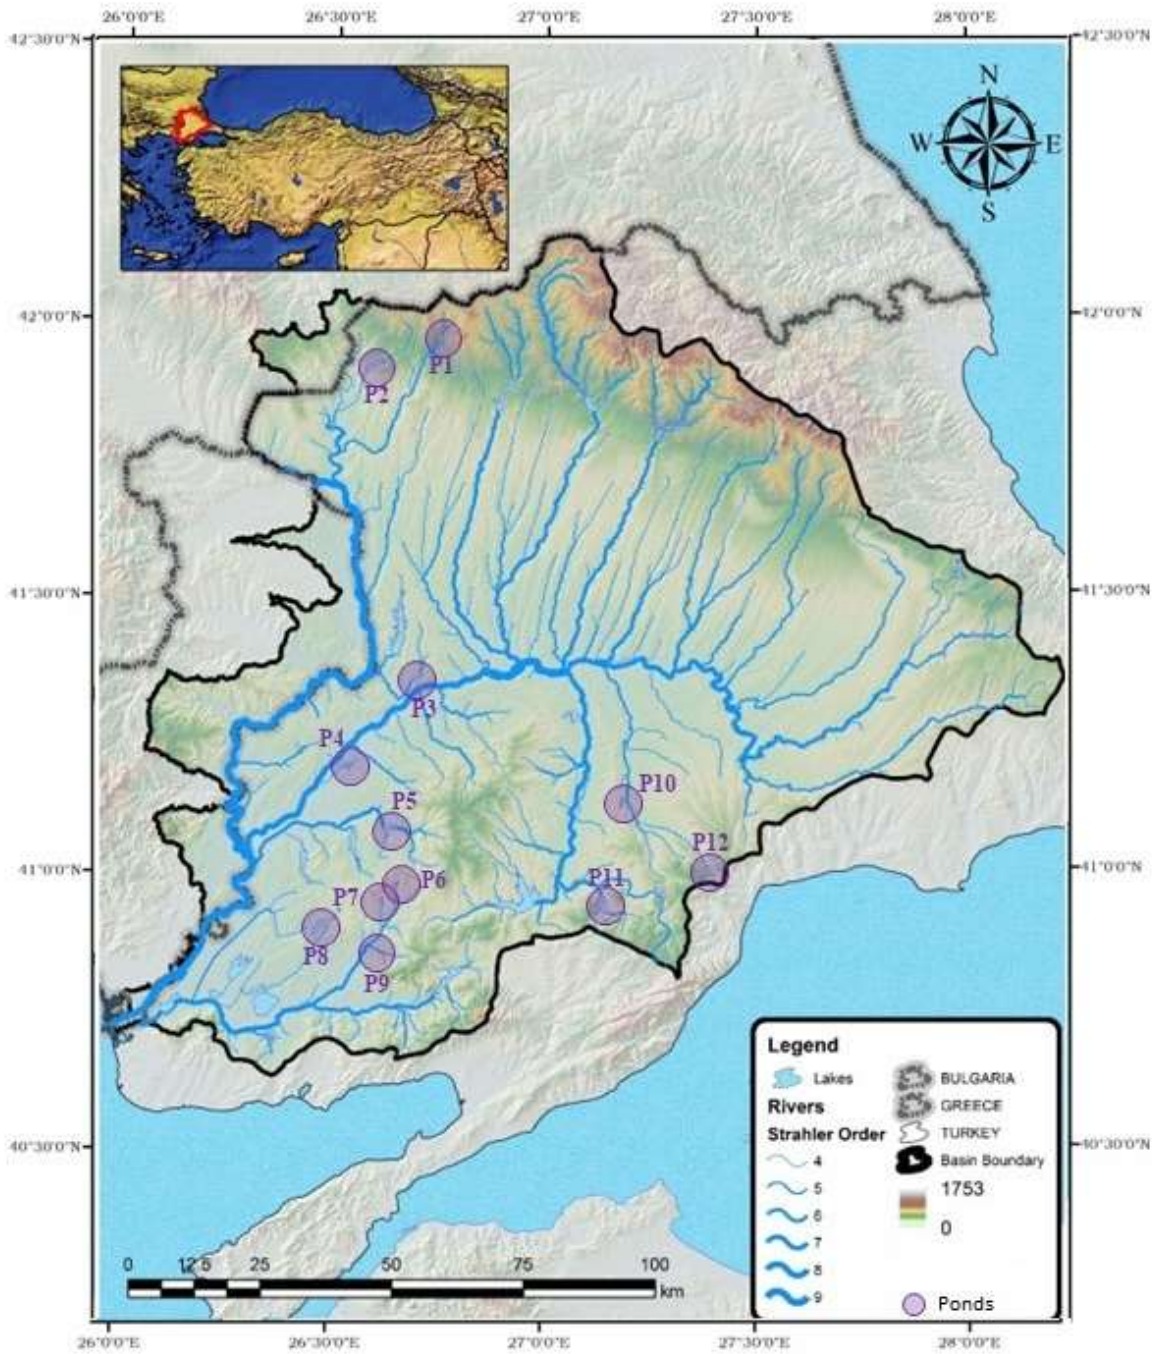 26°0'0"E 26°30'0"E 27°0'0"E 27°30'0"E 28°0'0"E
42°30'0"N 42°30'0"N
N
W E
S
42°0'0"N 42°0'0"N
P1
P2
41°30'0"N 41°30'0"N
P3
P4
P10
P5
P12
41°0'0"N 41°0'0"N
P6 P11
P7
P8
P9
Legend
Lakes BULGARIA
Rivers GREECE
Strahler Order TURKEY
4 Basin Boundary
5 1753
6
7 0
8
9 Ponds
40°30'0"N 40°30'0"N
0 12.5 25 50 75 100
km
26°0'0"E 26°30'0"E 27°0'0"E 27°30'0"E 28°0'0"E